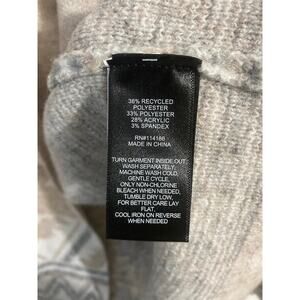 36% RECYCLED
POLYESTER
33% POLYESTER
28% ACRYLIC
3% SPANDEX
RN#114186
MADE IN CHINA
TURN GARMENT INSIDE OUT,
WASH SEPARATELY,
MACHINE WASH COLD,
GENTLE CYCLE,
ONLY NON-CHLORINE
BLEACH WHEN NEEDED,
TUMBLE DRY LOW,
FOR BETTER CARE LAY
FLAT
COOL IRON ON REVERSE
WHEN NEEDED